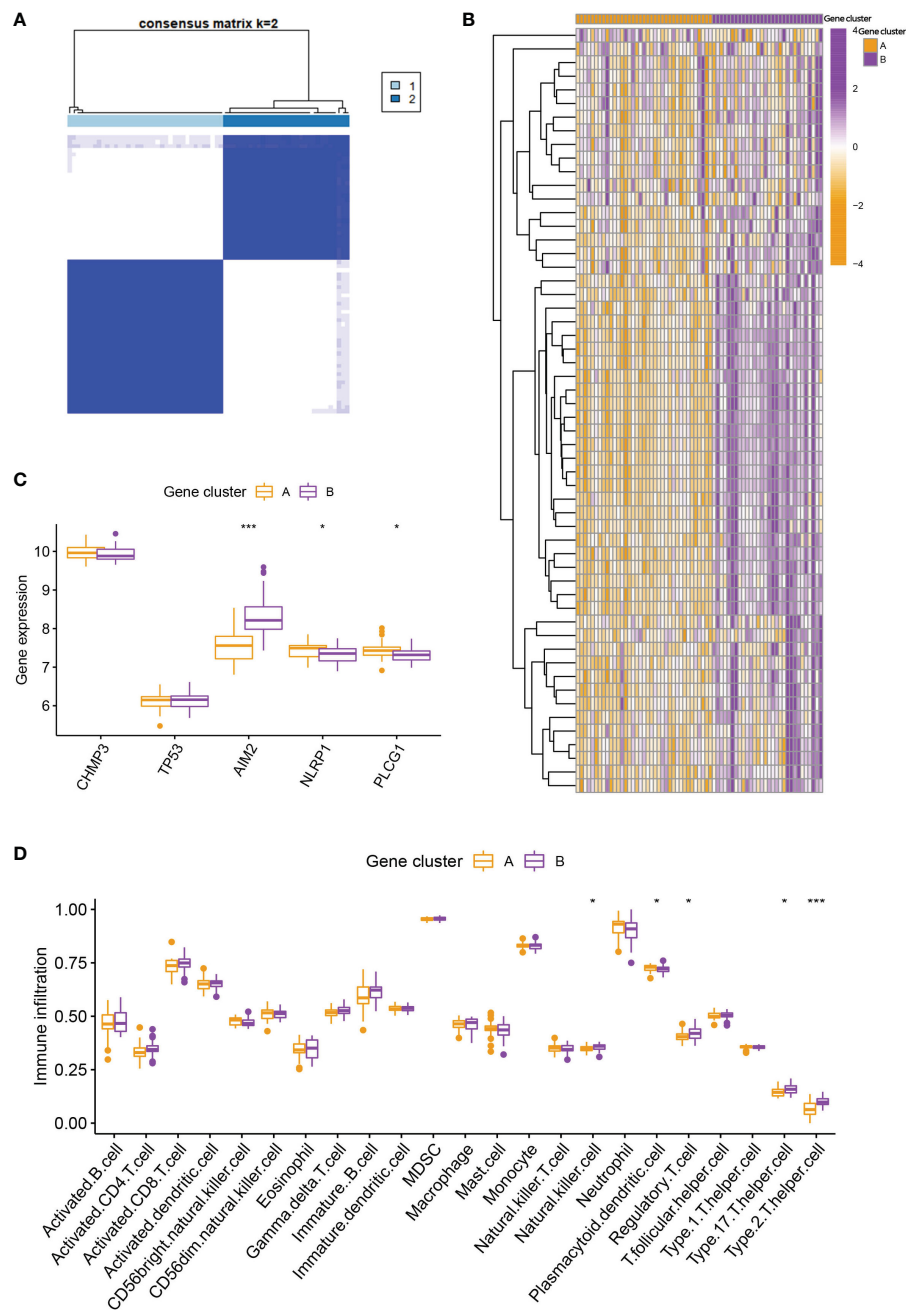 A
consensus matrix k=2
1
2
B
Gene cluster
4
2
0
−2
−4
Gene cluster
A
B
C
Gene cluster
A
B
***
*
*
Gene expression
10
9
8
7
6
CHMP3
TP53
AIM2
NLRP1
PLCG1
D
Gene cluster
A
B
*
*
*
*
***
Immune infiltration
1.00
0.75
0.50
0.25
0.00
Activated.B.cell
Activated.CD4.T.cell
Activated.CD8.T.cell
Activated.dendritic.cell
CD56bright.natural.killer.cell
CD56dim.natural.killer.cell
Eosinophil
Gamma.delta.T.cell
Immature..B.cell
Immature.dendritic.cell
MDSC
Macrophage
Mast.cell
Monocyte
Natural.killer.T.cell
Natural.killer.cell
Neutrophil
Plasmacytoid.dendritic.cell
Regulatory.T.cell
T.follicular.helper.cell
Type.1.T.helper.cell
Type.17.T.helper.cell
Type.2.T.helper.cell